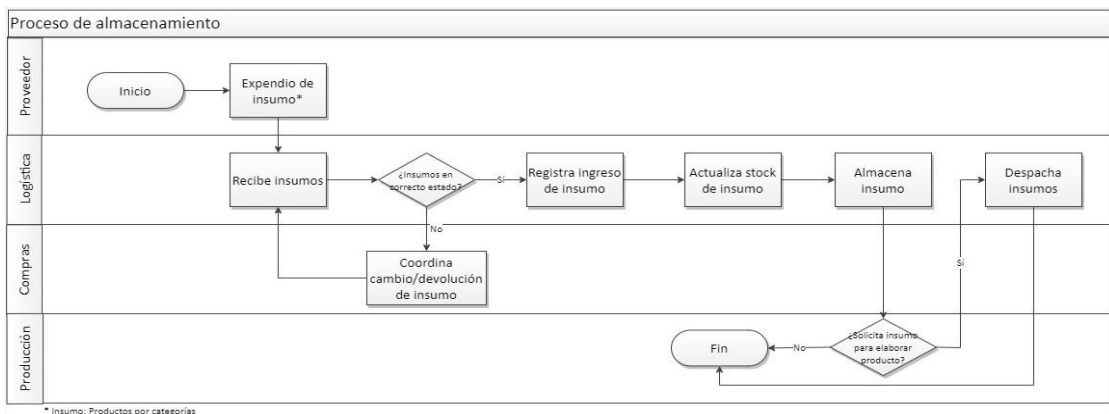 Proceso de almacenamiento
Proveedor
Inicio
Expendio de
insumo*
Logística
Recibe insumos
¿Insumos en
correcto estado?
Sí
Registra ingreso
de insumo
Actualiza stock
de insumo
Almacena
insumo
Despacha
insumos
No
Compras
Coordina
cambio/devolución
de insumo
Sí
Producción
Fin
No
¿Solicita insumo
para elaborar
producto?
* Insumo: Productos por categorías